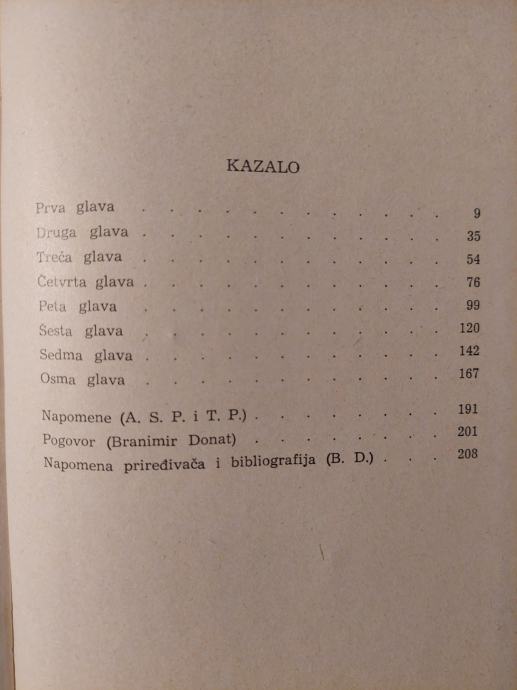 KAZALO
Prva glava . . . . . . . . . . . . 9
Druga glava . . . . . . . . . . . . 35
Treća glava . . . . . . . . . . . . 54
Četvrta glava . . . . . . . . . . . . 76
Peta glava . . . . . . . . . . . . 99
Šesta glava . . . . . . . . . . . . 120
Sedma glava . . . . . . . . . . . . 142
Osma glava . . . . . . . . . . . . 167
Napomene (A. S. P. i T. P.) . . . . . . . . 191
Pogovor (Branimir Donat) . . . . . . . . 201
Napomena priređivača i bibliografija (B. D.) . . . 208